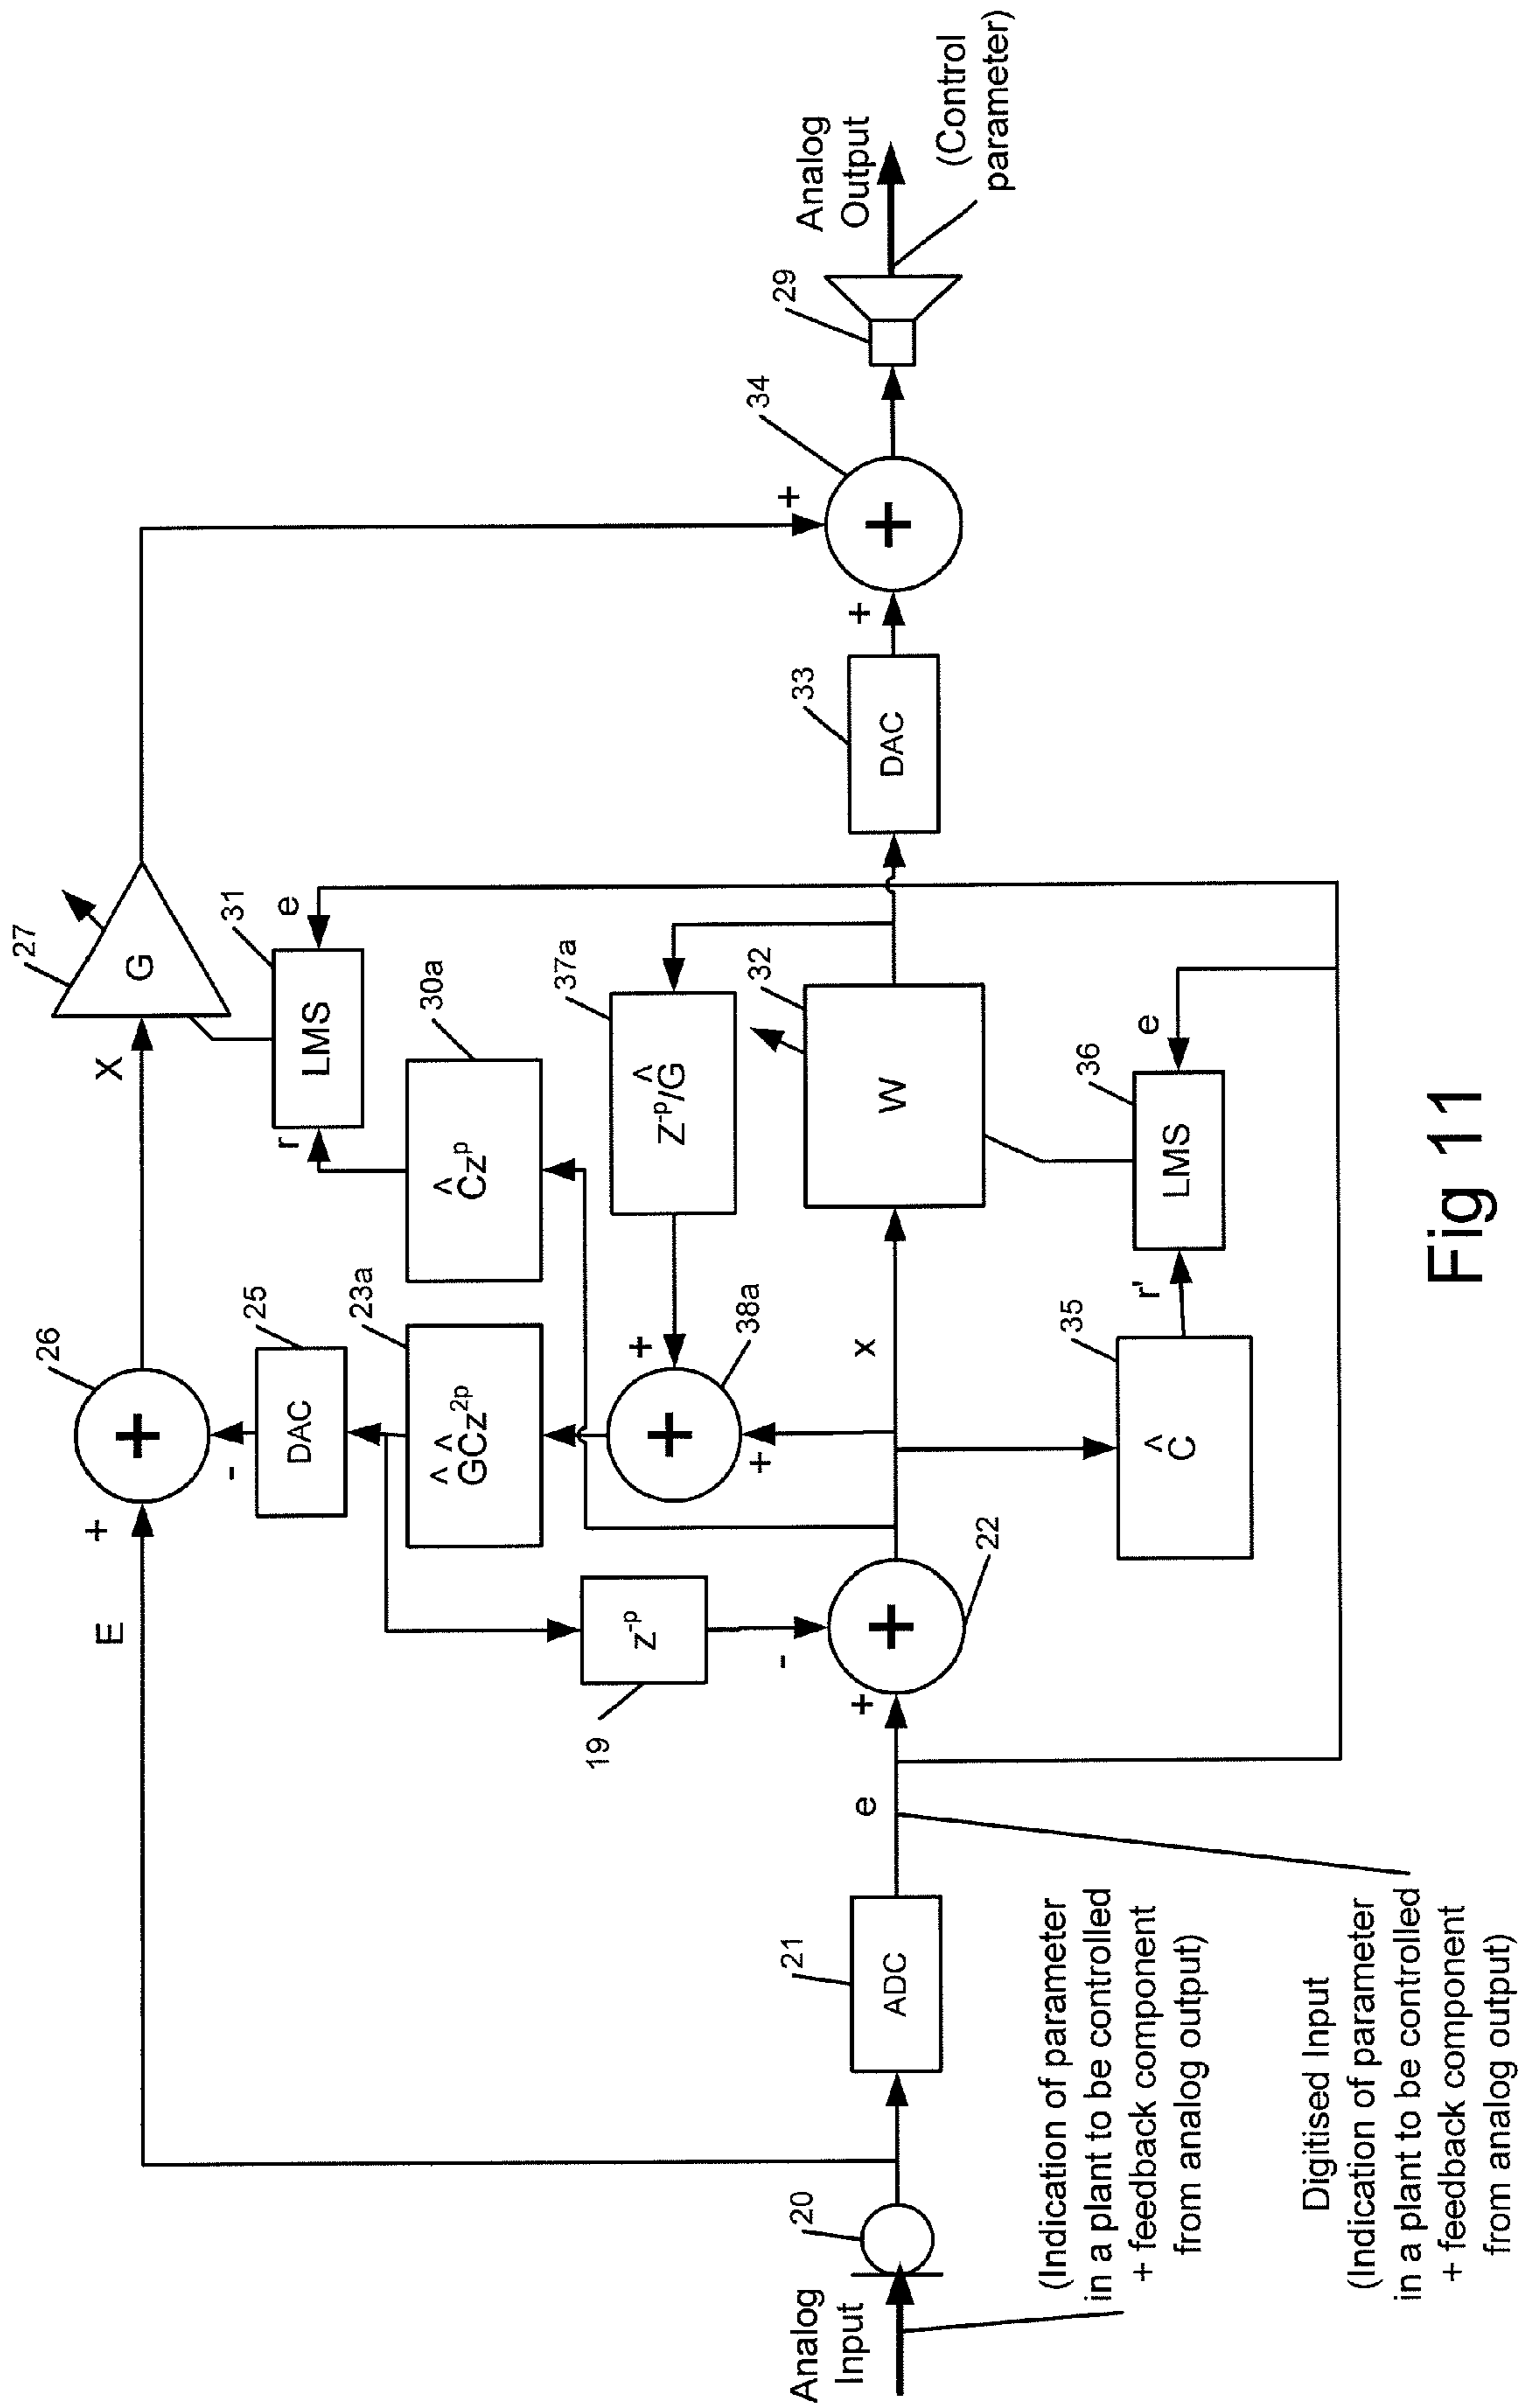 26
E
+
-
X
27
G
25
DAC
23a
ĜĈz²ᵖ
30a
Ĉzᵖ
31
LMS
r
e
19
z⁻ᵖ
38a
+
+
+
37a
Z⁻ᵖ/Ĝ
32
W
Analog
Input
20
21
ADC
e
+
-
+
22
x
33
DAC
+
+
+
34
29
Analog
Output
(Control
parameter)
35
Ĉ
r'
36
LMS
e
(Indication of parameter
in a plant to be controlled
+ feedback component
from analog output)
Digitised Input
(Indication of parameter
in a plant to be controlled
+ feedback component
from analog output)
+
Fig 11